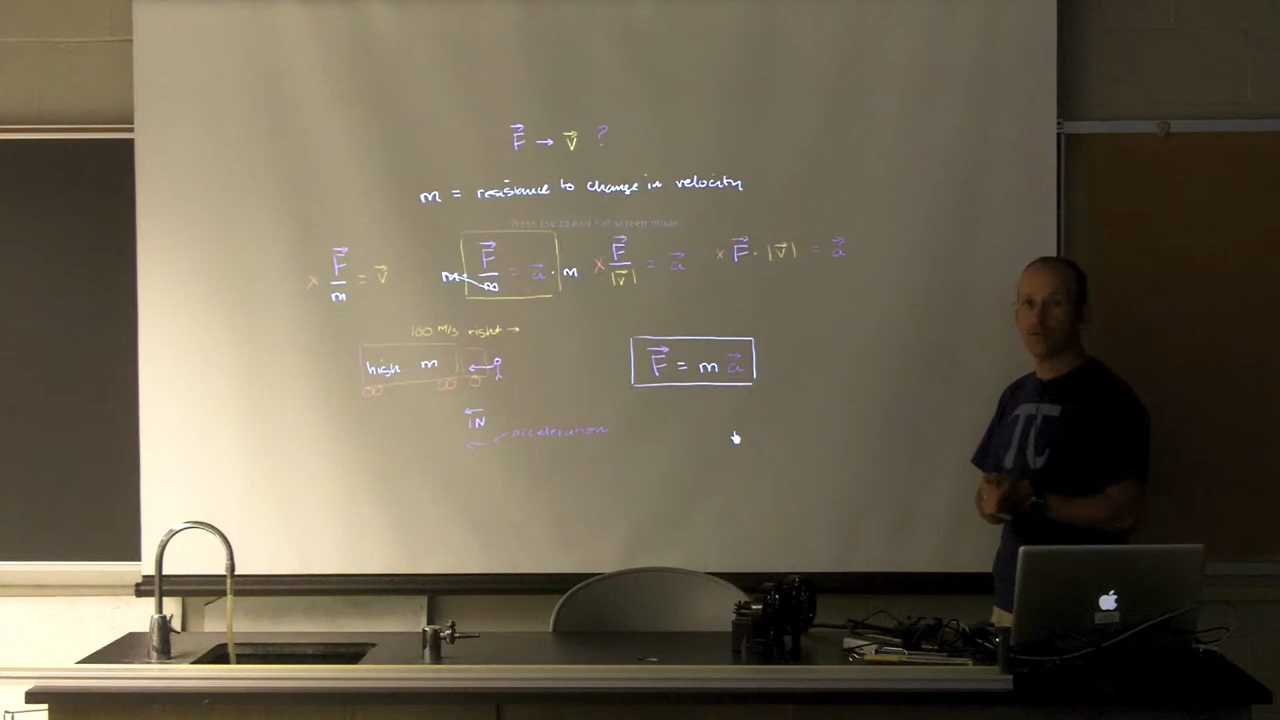 F → v ?
m = resistance to change in velocity
Press Esc to exit full screen mode
× F/m = v
m · F/m = a · m
× F/|v| = a
× F · |v| = a
100 m/s right →
high m
F = m a
1N
acceleration
π